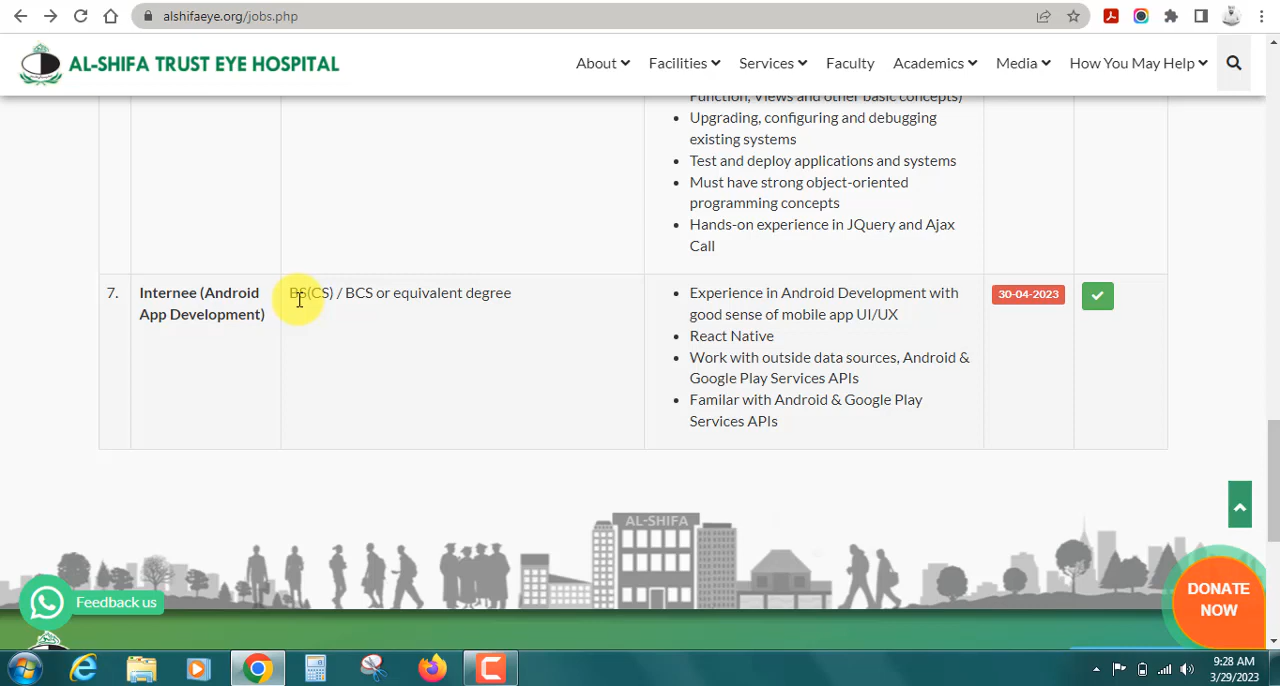 alshifaeye.org/jobs.php
AL-SHIFA TRUST EYE HOSPITAL
About Facilities Services Faculty Academics Media How You May Help
Function, Views and other basic concepts)
• Upgrading, configuring and debugging
existing systems
• Test and deploy applications and systems
• Must have strong object-oriented
programming concepts
• Hands-on experience in JQuery and Ajax
Call
7.
Internee (Android
App Development)
BS(CS) / BCS or equivalent degree
• Experience in Android Development with
good sense of mobile app UI/UX
• React Native
• Work with outside data sources, Android &
Google Play Services APIs
• Familar with Android & Google Play
Services APIs
30-04-2023
AL-SHIFA
DONATE
NOW
Feedback us
9:28 AM
3/29/2023